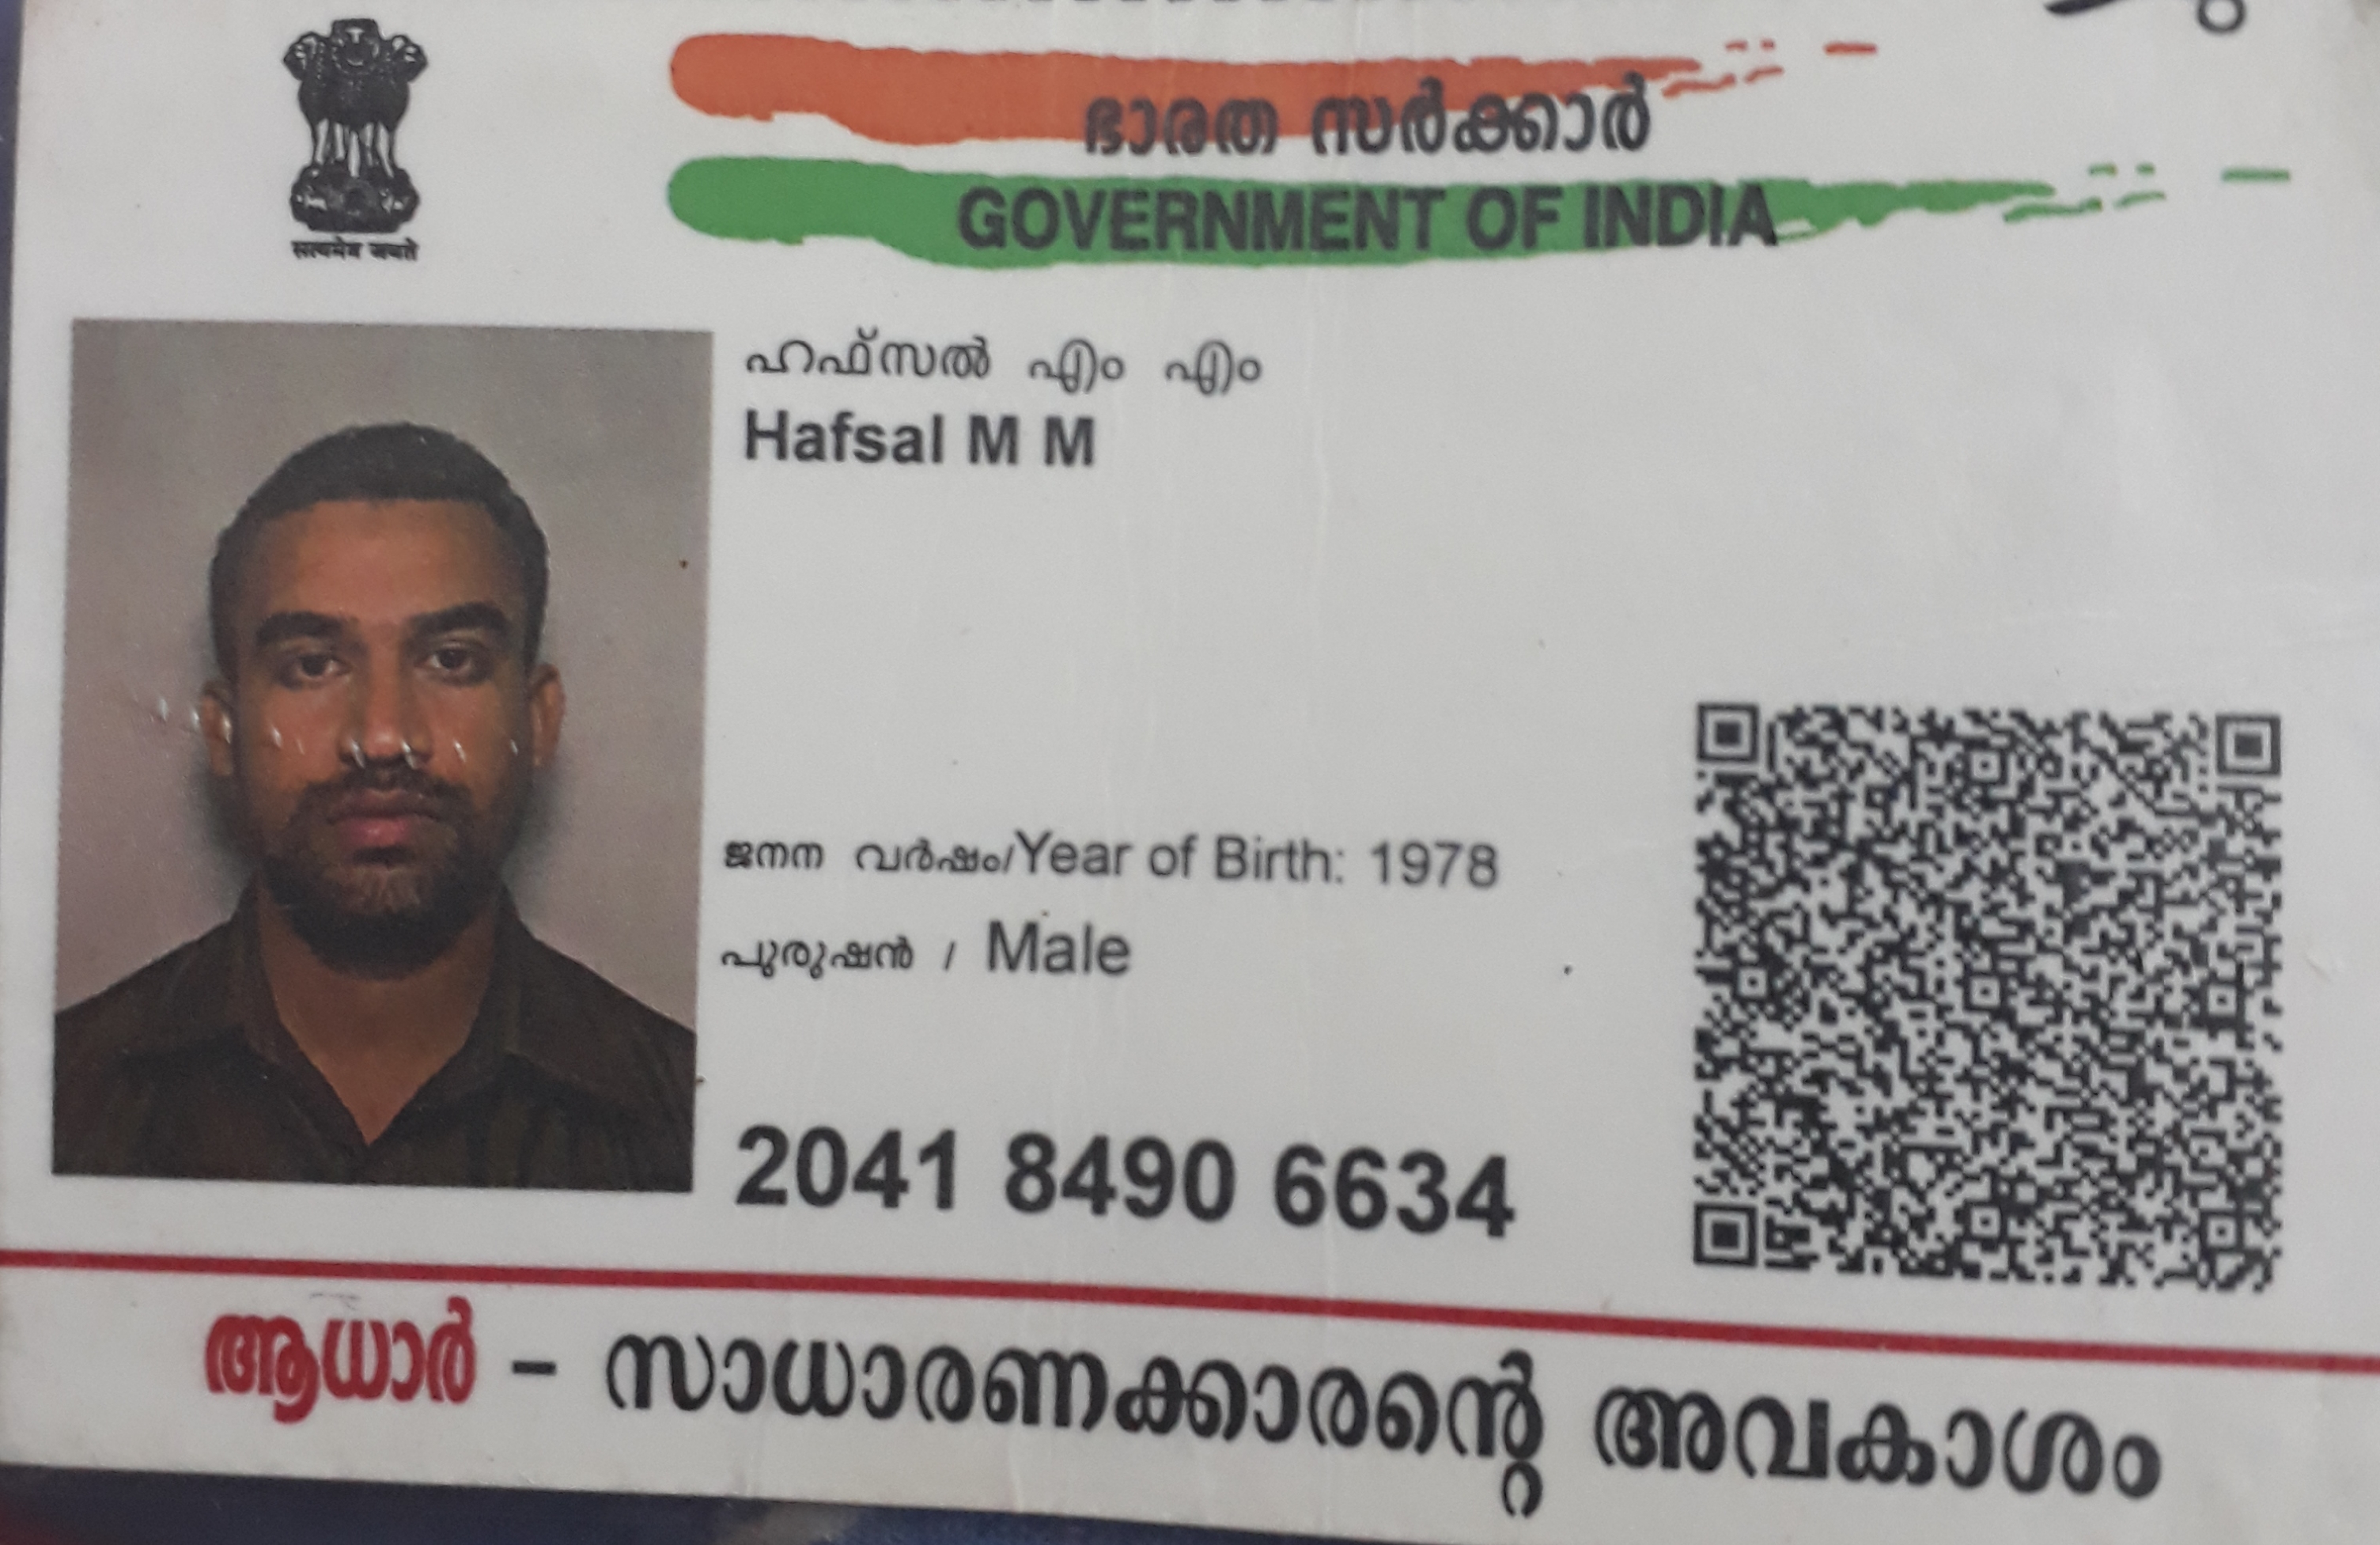 सत्यमेव जयते
ഭാരത സർക്കാർ
GOVERNMENT OF INDIA
ഹഫ്സൽ എം എം
Hafsal M M
ജനന വർഷം/Year of Birth: 1978
പുരുഷൻ / Male
2041 8490 6634
ആധാർ - സാധാരണക്കാരന്റെ അവകാശം